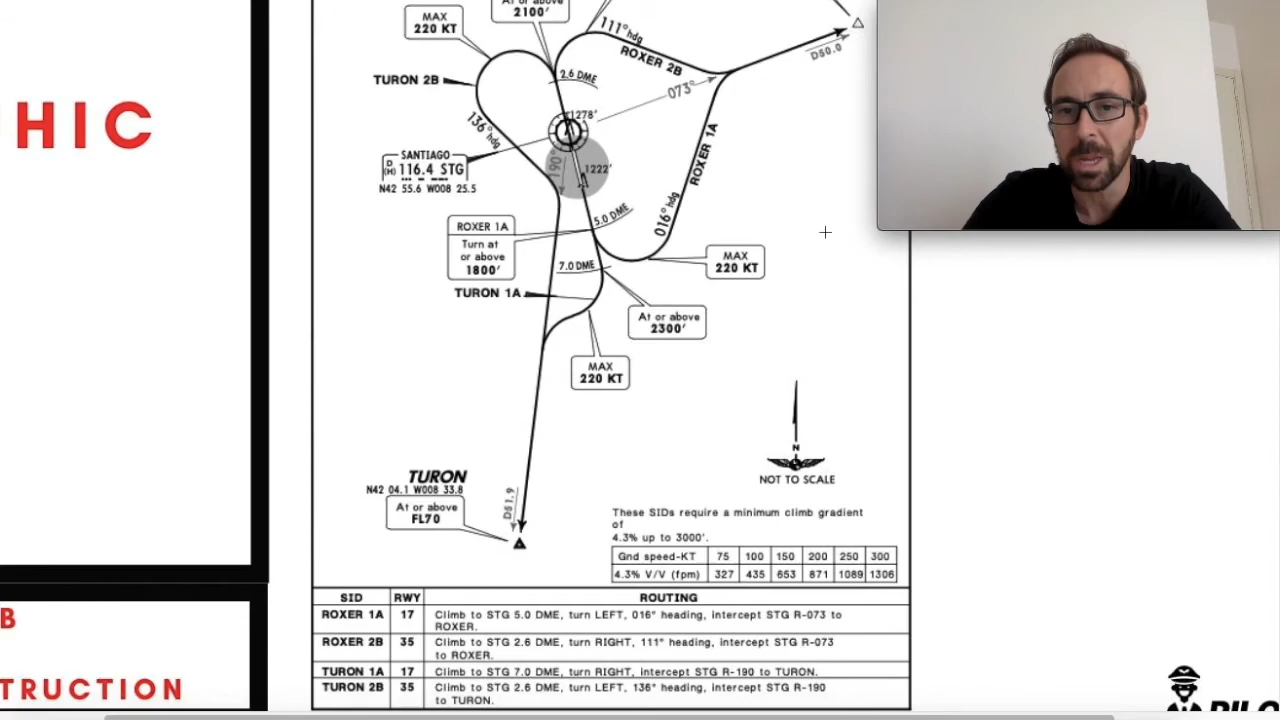 HIC
B
TRUCTION
At or above
2100'
MAX
220 KT
TURON 2B
136° hdg
111° hdg
ROXER 2B
2.6 DME
073°
D50.0
1278'
SANTIAGO
D
(H) 116.4 STG
N42 55.6 W008 25.5
190°
1222'
ROXER 1A
016° hdg
5.0 DME
ROXER 1A
Turn at
or above
1800'
7.0 DME
MAX
220 KT
TURON 1A
At or above
2300'
MAX
220 KT
N
NOT TO SCALE
TURON
N42 04.1 W008 33.8
At or above
FL70
D51.9
These SIDs require a minimum climb gradient
of
4.3% up to 3000'.
Gnd speed-KT 75 100 150 200 250 300
4.3% V/V (fpm) 327 435 653 871 1089 1306
SID RWY ROUTING
ROXER 1A 17 Climb to STG 5.0 DME, turn LEFT, 016° heading, intercept STG R-073 to
ROXER.
ROXER 2B 35 Climb to STG 2.6 DME, turn RIGHT, 111° heading, intercept STG R-073
to ROXER.
TURON 1A 17 Climb to STG 7.0 DME, turn RIGHT, intercept STG R-190 to TURON.
TURON 2B 35 Climb to STG 2.6 DME, turn LEFT, 136° heading, intercept STG R-190
to TURON.